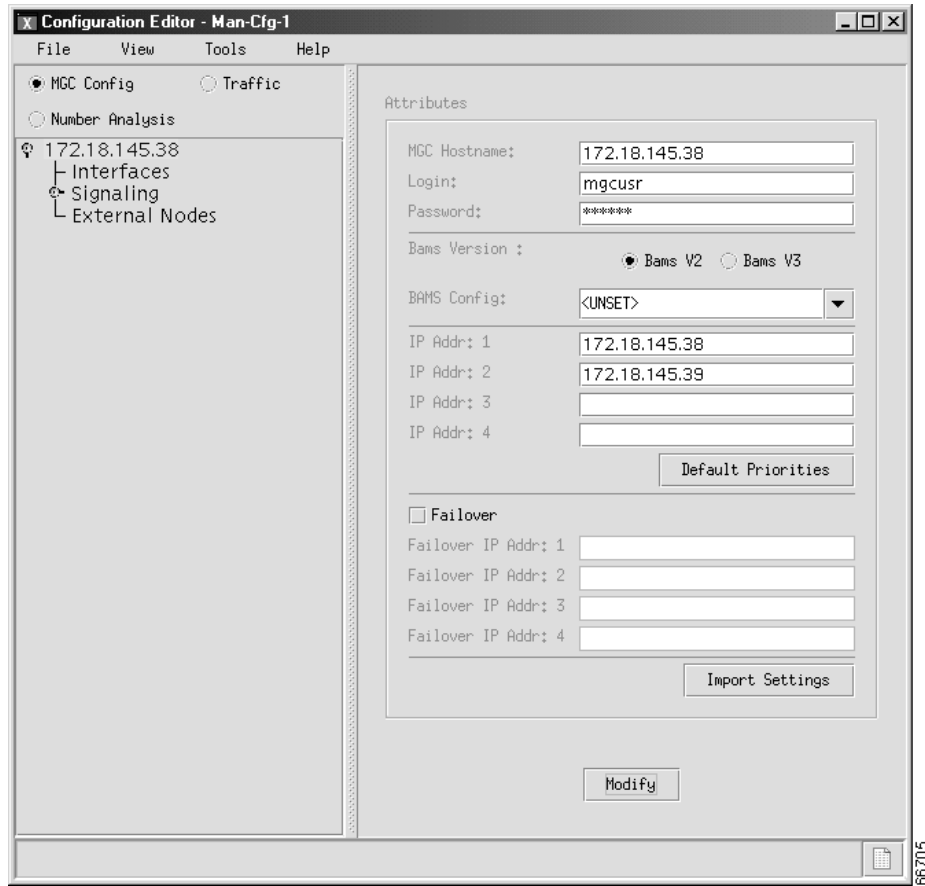 X Configuration Editor - Man-Cfg-1
File View Tools Help
MGC Config Traffic
Number Analysis
172.18.145.38
Interfaces
Signaling
External Nodes
Attributes
MGC Hostname: 172.18.145.38
Login: mgcusr
Password: ******
Bams Version : Bams V2 Bams V3
BAMS Config: <UNSET>
IP Addr: 1 172.18.145.38
IP Addr: 2 172.18.145.39
IP Addr: 3
IP Addr: 4
Default Priorities
Failover
Failover IP Addr: 1
Failover IP Addr: 2
Failover IP Addr: 3
Failover IP Addr: 4
Import Settings
Modify
66705